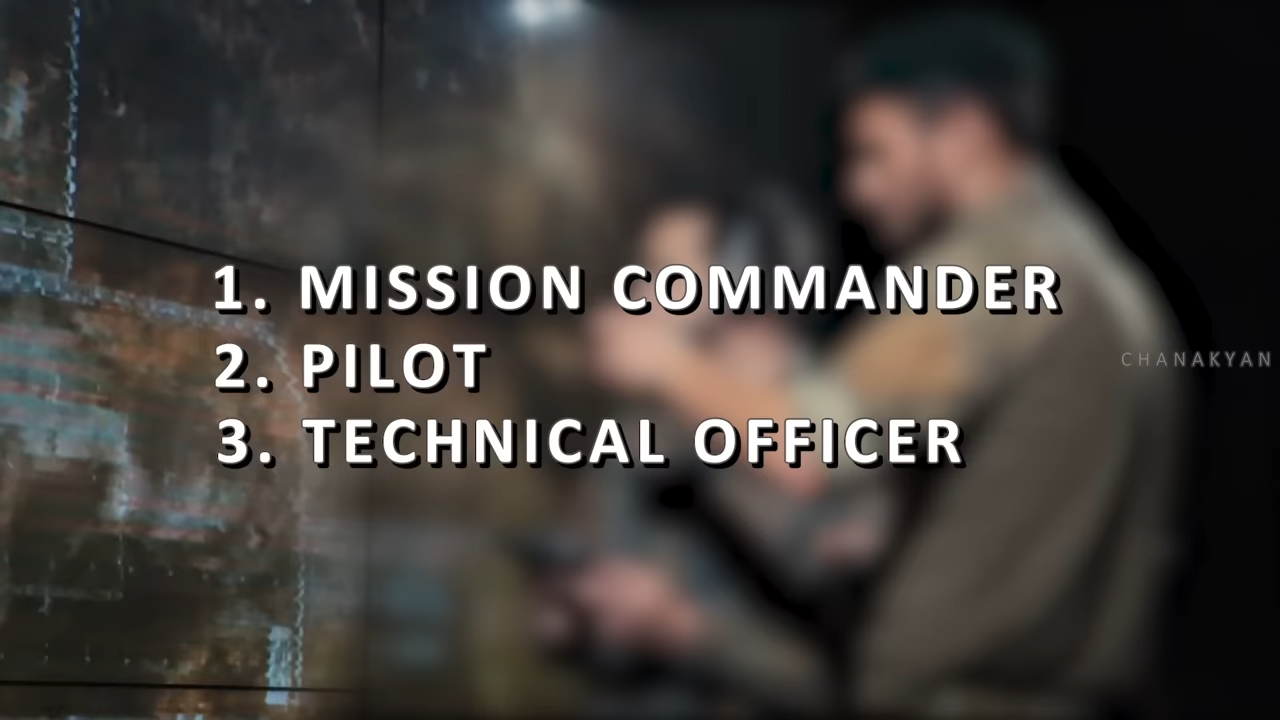 1. MISSION COMMANDER
2. PILOT
3. TECHNICAL OFFICER
CHANAKYAN